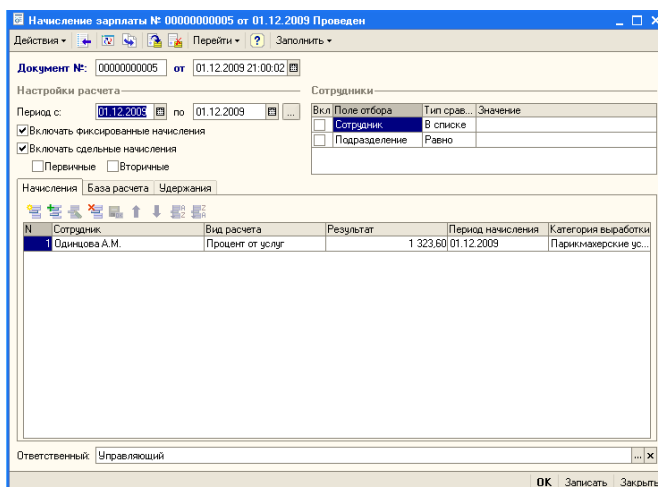 Начисление зарплаты № 00000000005 от 01.12.2009 Проведен
Действия Перейти ? Заполнить
Документ №: 00000000005 от 01.12.2009 21:00:02
Настройки расчета Сотрудники
Период с: 01.12.2009 по 01.12.2009 ...
Вкл Поле отбора Тип срав... Значение
Сотрудник В списке
Подразделение Равно
Включать фиксированные начисления
Включать сдельные начисления
Первичные Вторичные
Начисления База расчета Удержания
N Сотрудник Вид расчета Результат Период начисления Категория выработки
1 Одинцова А.М. Процент от услуг 1 323,60 01.12.2009 Парикмахерские ус...
Ответственный: Управляющий ... x
OK Записать Закрыть